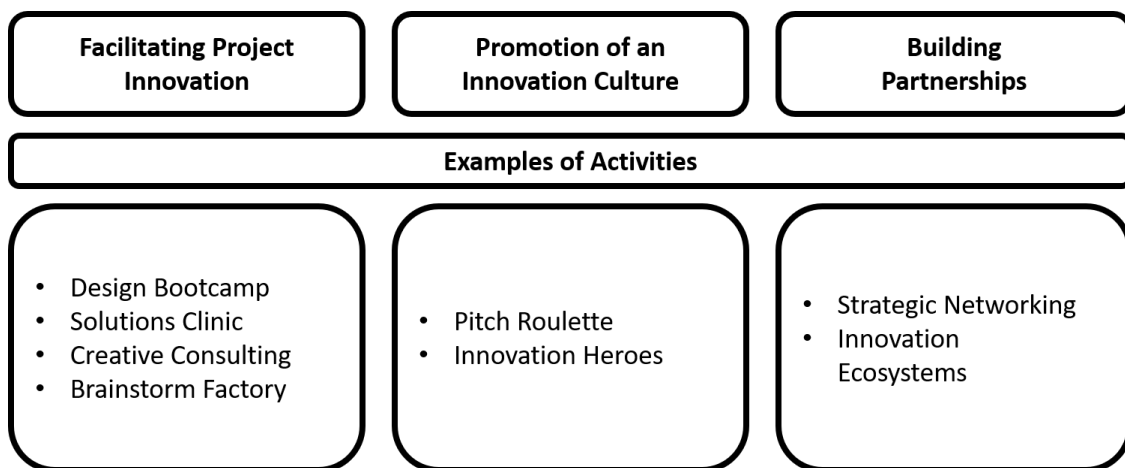 Facilitating Project
Innovation
Promotion of an
Innovation Culture
Building
Partnerships
Examples of Activities
• Design Bootcamp
• Solutions Clinic
• Creative Consulting
• Brainstorm Factory
• Pitch Roulette
• Innovation Heroes
• Strategic Networking
• Innovation
Ecosystems